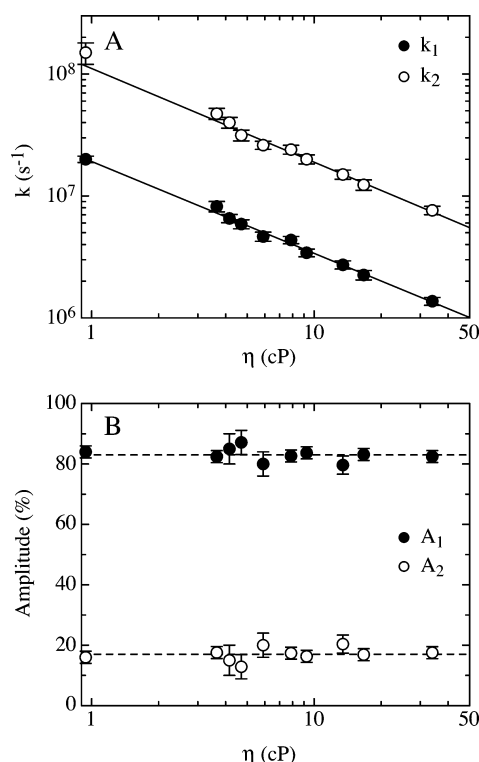 A
k₁
k₂
10⁸
10⁷
10⁶
k (s⁻¹)
1
10
50
η (cP)
B
100
80
60
40
20
0
Amplitude (%)
A₁
A₂
1
10
50
η (cP)